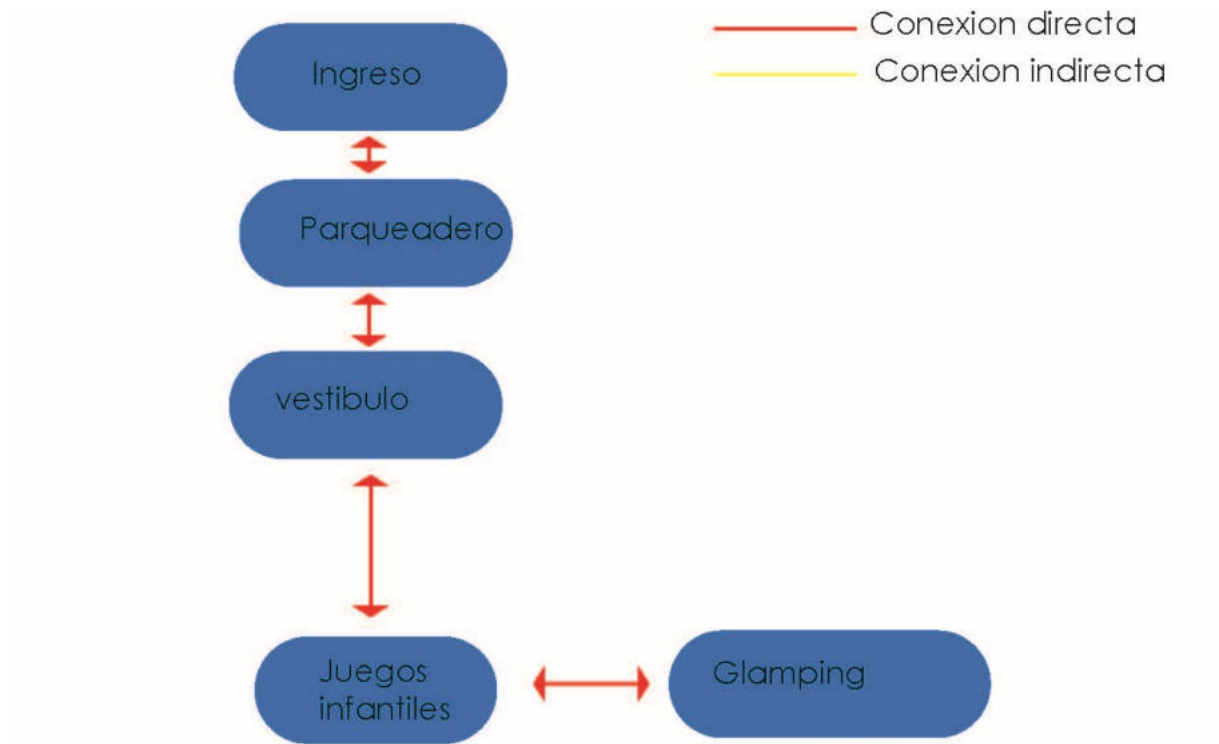 Conexion directa
Conexion indirecta
Ingreso
Parqueadero
vestibulo
Juegos
infantiles
Glamping